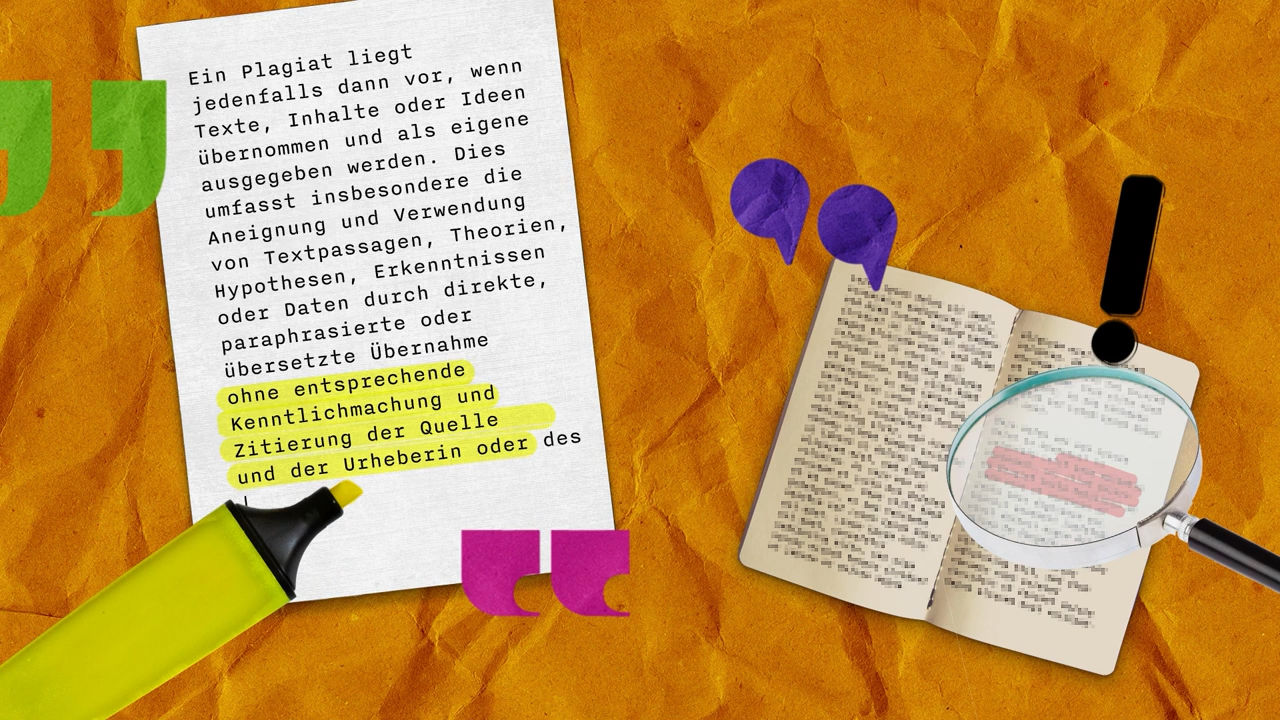 Ein Plagiat liegt
jedenfalls dann vor, wenn
Texte, Inhalte oder Ideen
übernommen und als eigene
ausgegeben werden. Dies
umfasst insbesondere die
Aneignung und Verwendung
von Textpassagen, Theorien,
Hypothesen, Erkenntnissen
oder Daten durch direkte,
paraphrasierte oder
übersetzte Übernahme
ohne entsprechende
Kenntlichmachung und
Zitierung der Quelle
und der Urheberin oder des